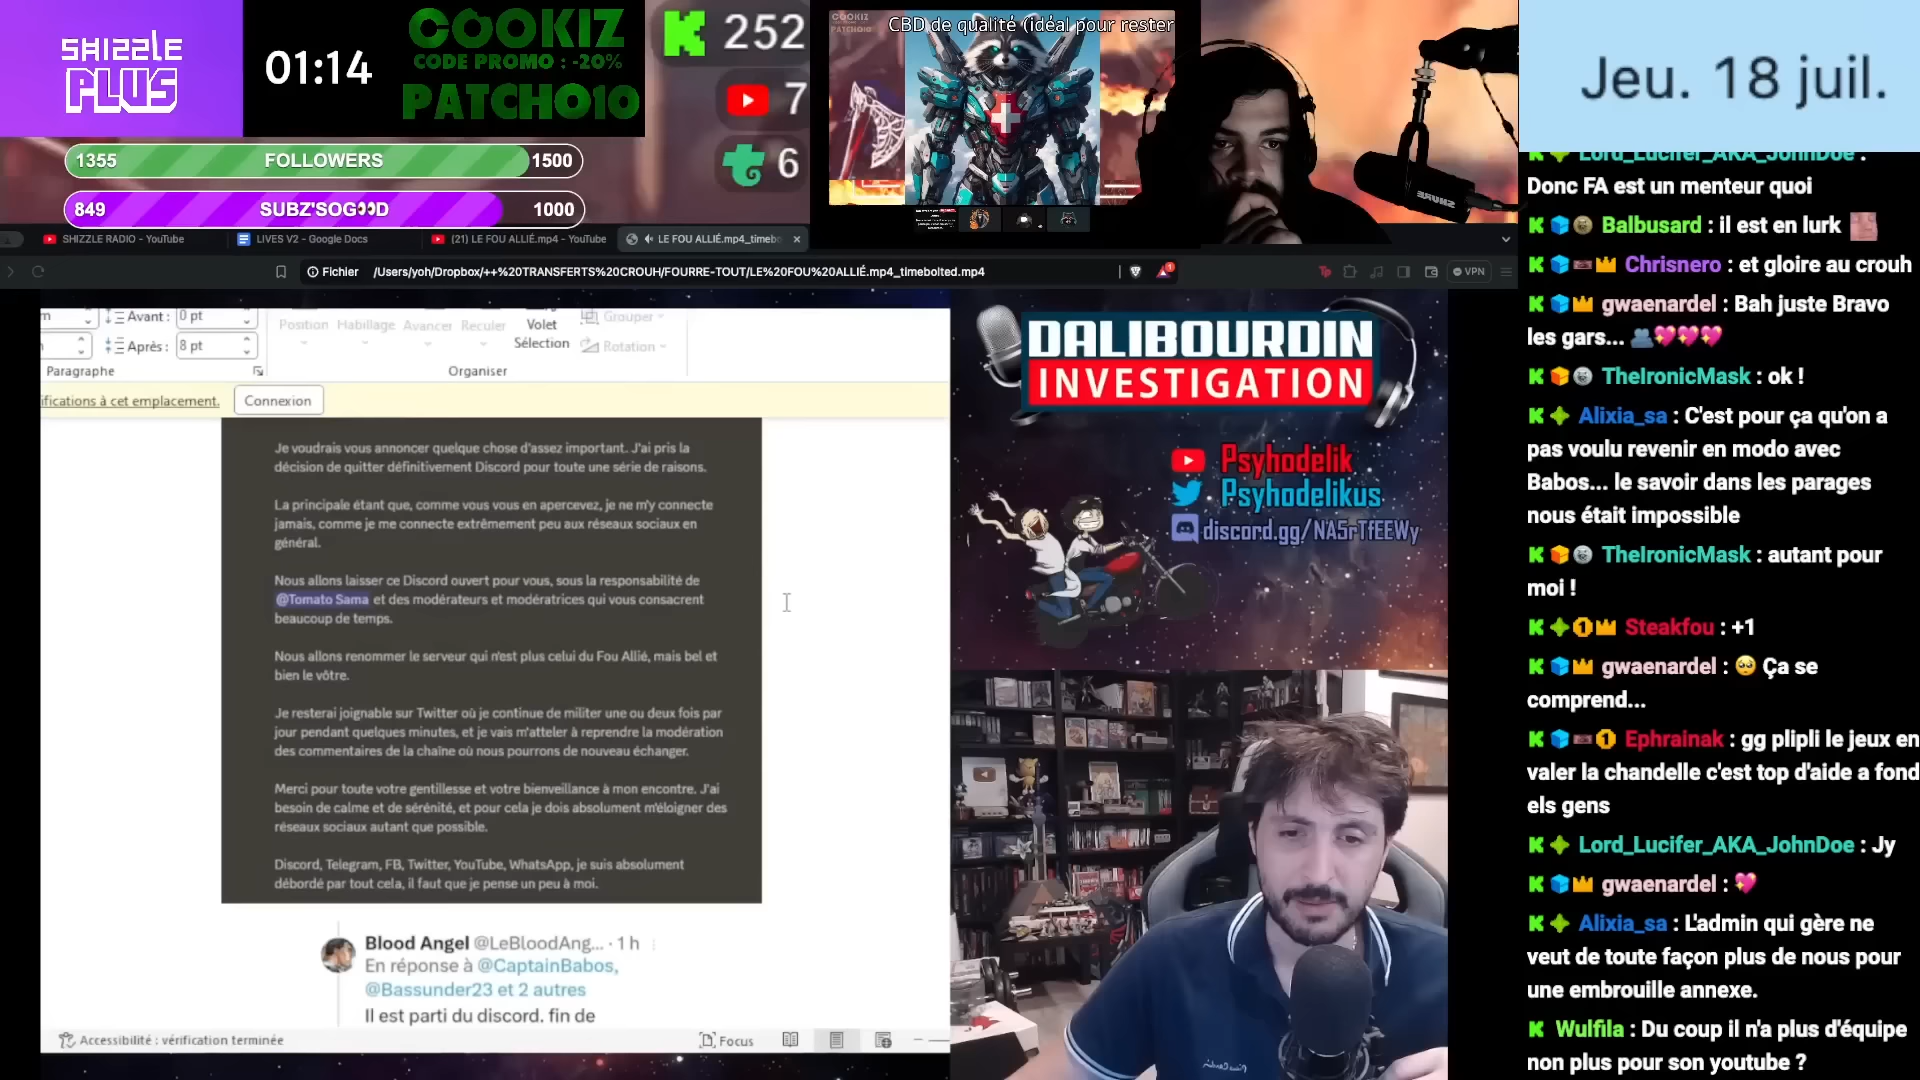 SHIZZLE
PLUS
01:14
COOKIZ
CODE PROMO : -20%
PATCHO10
252
7
6
1355 FOLLOWERS 1500
849 SUBZ'SOG👀D 1000
COOKIZ
PATCHO10
CBD de qualité (idéal pour rester
SHURE
Jeu. 18 juil.
SHIZZLE RADIO - YouTube
LIVES V2 - Google Docs
(21) LE FOU ALLIÉ.mp4 - YouTube
LE FOU ALLIÉ.mp4_timebo
Fichier /Users/yoh/Dropbox/++%20TRANSFERTS%20CROUH/FOURRE-TOUT/LE%20FOU%20ALLIÉ.mp4_timebolted.mp4
VPN
Avant : 0 pt
Après : 8 pt
Paragraphe
Position
Habillage
Avancer
Reculer
Volet
Sélection
Grouper
Rotation
Organiser
ifications à cet emplacement.
Connexion
Je voudrais vous annoncer quelque chose d'assez important. J'ai pris la
décision de quitter définitivement Discord pour toute une série de raisons.
La principale étant que, comme vous vous en apercevez, je ne m'y connecte
jamais, comme je me connecte extrêmement peu aux réseaux sociaux en
général.
Nous allons laisser ce Discord ouvert pour vous, sous la responsabilité de
@Tomato Sama et des modérateurs et modératrices qui vous consacrent
beaucoup de temps.
Nous allons renommer le serveur qui n'est plus celui du Fou Allié, mais bel et
bien le vôtre.
Je resterai joignable sur Twitter où je continue de militer une ou deux fois par
jour pendant quelques minutes, et je vais m'atteler à reprendre la modération
des commentaires de la chaîne où nous pourrons de nouveau échanger.
Merci pour toute votre gentillesse et votre bienveillance à mon encontre. J'ai
besoin de calme et de sérénité, et pour cela je dois absolument m'éloigner des
réseaux sociaux autant que possible.
Discord, Telegram, FB, Twitter, YouTube, WhatsApp, je suis absolument
débordé par tout cela, il faut que je pense un peu à moi.
Blood Angel @LeBloodAng... · 1 h
En réponse à @CaptainBabos,
@Bassunder23 et 2 autres
Il est parti du discord. fin de
Accessibilité : vérification terminée
Focus
DALIBOURDIN
INVESTIGATION
Psyhodelik
Psyhodelikus
discord.gg/NA5rTfEEWy
Lord_Lucifer_AKA_JohnDoe :
Donc FA est un menteur quoi
Balbusard : il est en lurk
Chrisnero : et gloire au crouh
gwaenardel : Bah juste Bravo
les gars... 🫂💖💖💖
TheIronicMask : ok !
Alixia_sa : C'est pour ça qu'on a
pas voulu revenir en modo avec
Babos... le savoir dans les parages
nous était impossible
TheIronicMask : autant pour
moi !
Steakfou : +1
gwaenardel : 🥺 Ça se
comprend...
Ephrainak : gg plipli le jeux en
valer la chandelle c'est top d'aide a fond
els gens
Lord_Lucifer_AKA_JohnDoe : Jy
gwaenardel : 💖
Alixia_sa : L'admin qui gère ne
veut de toute façon plus de nous pour
une embrouille annexe.
Wulfila : Du coup il n'a plus d'équipe
non plus pour son youtube ?